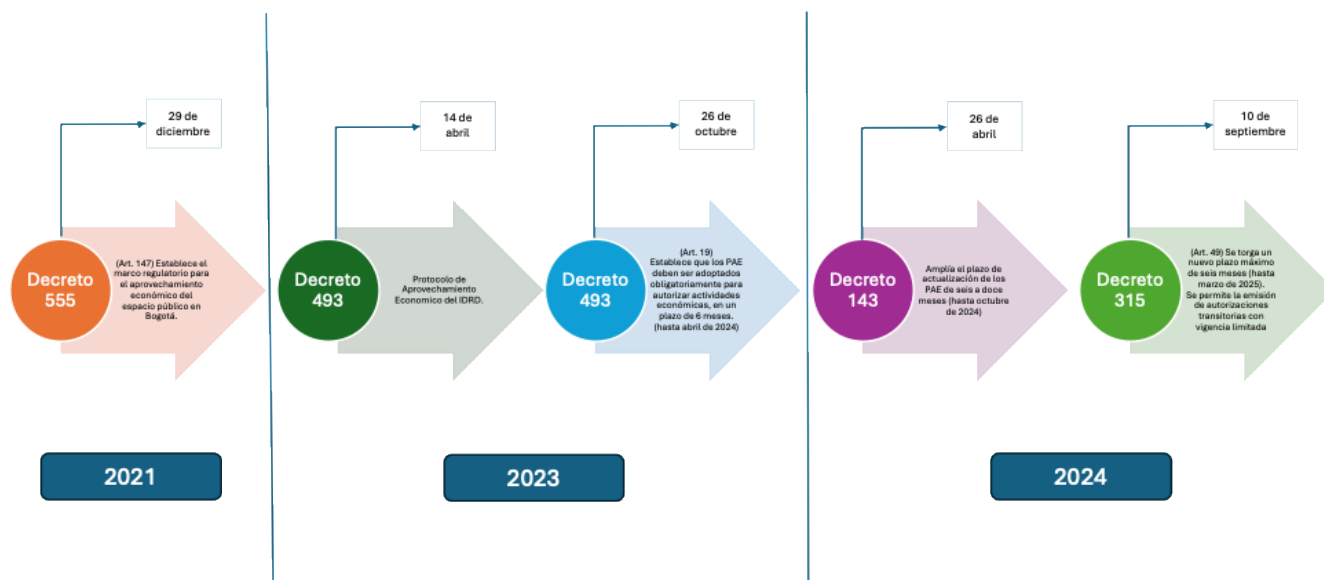 29 de
diciembre
Decreto
555
(Art. 147) Establece el
marco regulatorio para
el aprovechamiento
económico del
espacio público en
Bogotá.
14 de
abril
Decreto
493
Protocolo de
Aprovechamiento
Economico del IDRD.
26 de
octubre
Decreto
493
(Art. 19)
Establece que los PAE
deben ser adoptados
obligatoriamente para
autorizar actividades
económicas, en un
plazo de 6 meses.
(hasta abril de 2024)
26 de
abril
Decreto
143
Amplía el plazo de
actualización de los
PAE de seis a doce
meses (hasta octubre
de 2024)
10 de
septiembre
Decreto
315
(Art. 49) Se torga un
nuevo plazo máximo
de seis meses (hasta
marzo de 2025).
Se permite la emisión
de autorizaciones
transitorias con
vigencia limitada
2021
2023
2024